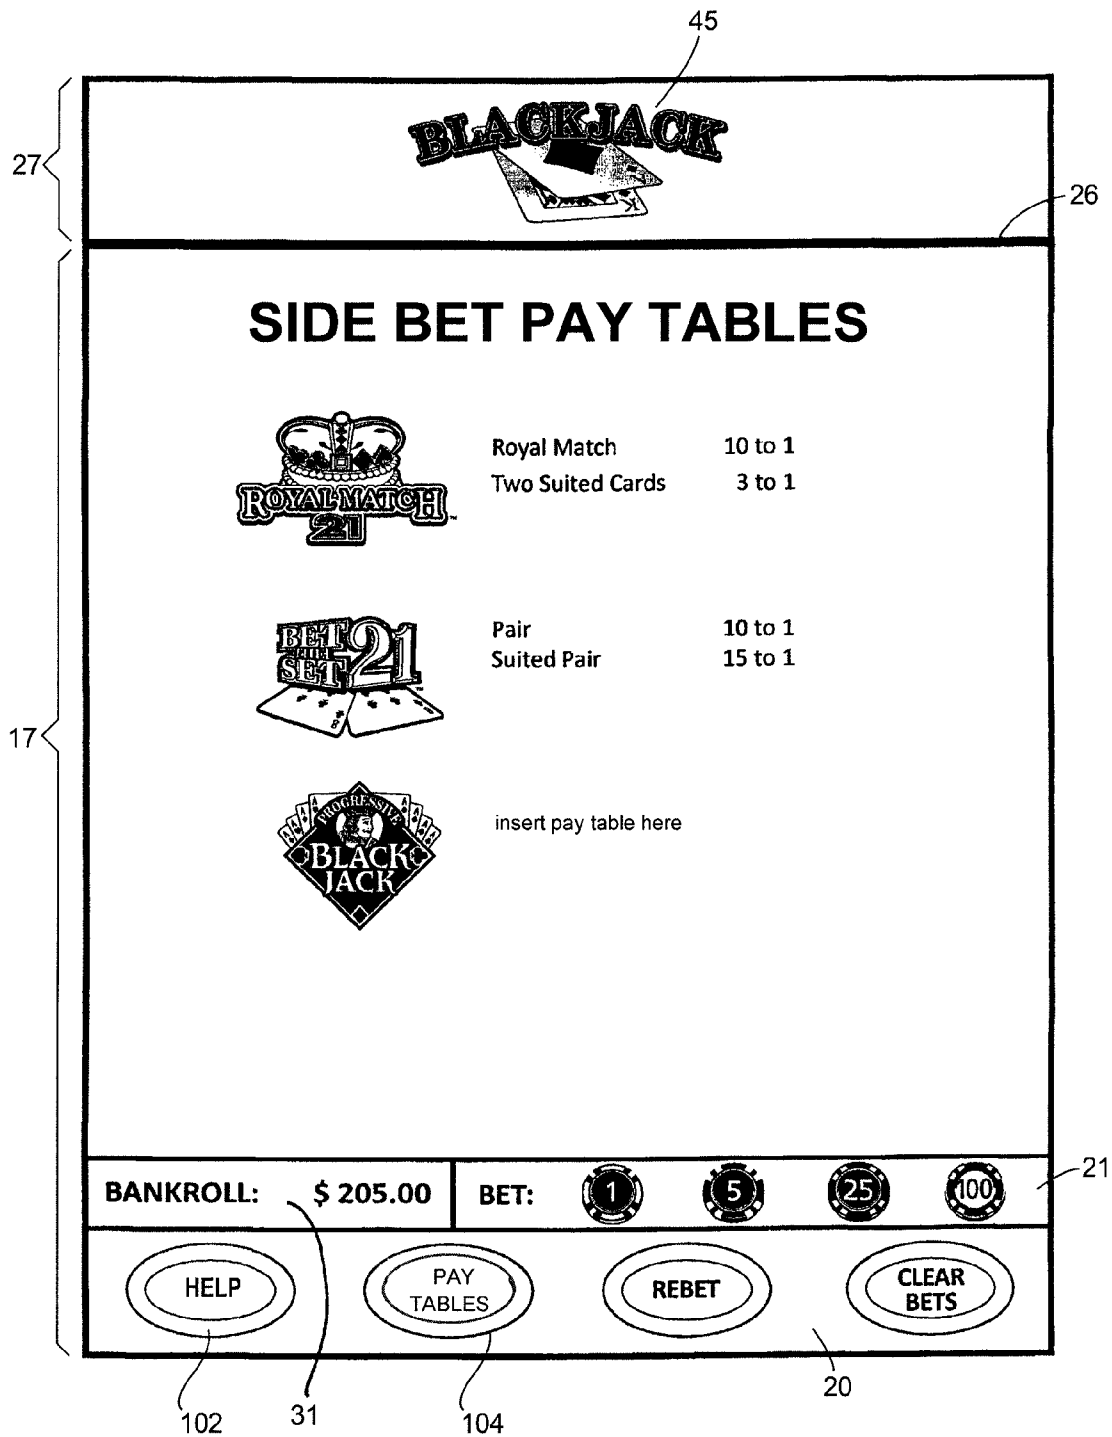 45
BLACKJACK
K
27
26
SIDE BET PAY TABLES
ROYAL MATCH
21
™
Royal Match 10 to 1
Two Suited Cards 3 to 1
BET
THE
SET
21
™
8
Pair 10 to 1
Suited Pair 15 to 1
17
A A A A A A A A
PROGRESSIVE
BLACK
JACK
insert pay table here
BANKROLL: $ 205.00 BET: 1 5 25 100
21
HELP PAY TABLES REBET CLEAR BETS
102
31
104
20